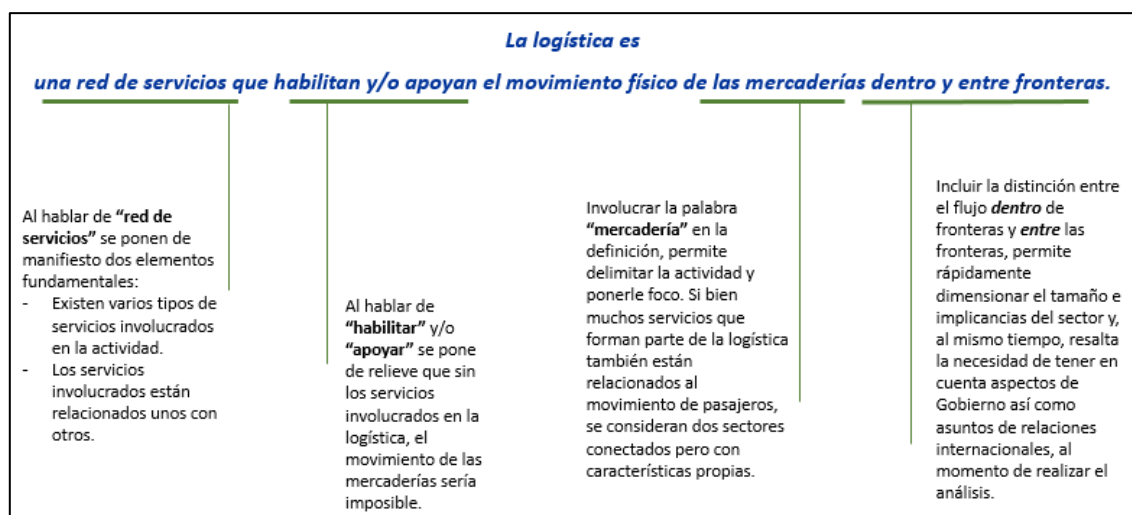 La logística es
una red de servicios que habilitan y/o apoyan el movimiento físico de las mercaderías dentro y entre fronteras.
Al hablar de “red de
servicios” se ponen de
manifiesto dos elementos
fundamentales:
- Existen varios tipos de
servicios involucrados
en la actividad.
- Los servicios
involucrados están
relacionados unos con
otros.
Al hablar de
“habilitar” y/o
“apoyar” se pone
de relieve que sin
los servicios
involucrados en la
logística, el
movimiento de las
mercaderías sería
imposible.
Involucrar la palabra
“mercadería” en la
definición, permite
delimitar la actividad y
ponerle foco. Si bien
muchos servicios que
forman parte de la logística
también están
relacionados al
movimiento de pasajeros,
se consideran dos sectores
conectados pero con
características propias.
Incluir la distinción entre
el flujo dentro de
fronteras y entre las
fronteras, permite
rápidamente
dimensionar el tamaño e
implicancias del sector y,
al mismo tiempo, resalta
la necesidad de tener en
cuenta aspectos de
Gobierno así como
asuntos de relaciones
internacionales, al
momento de realizar el
análisis.